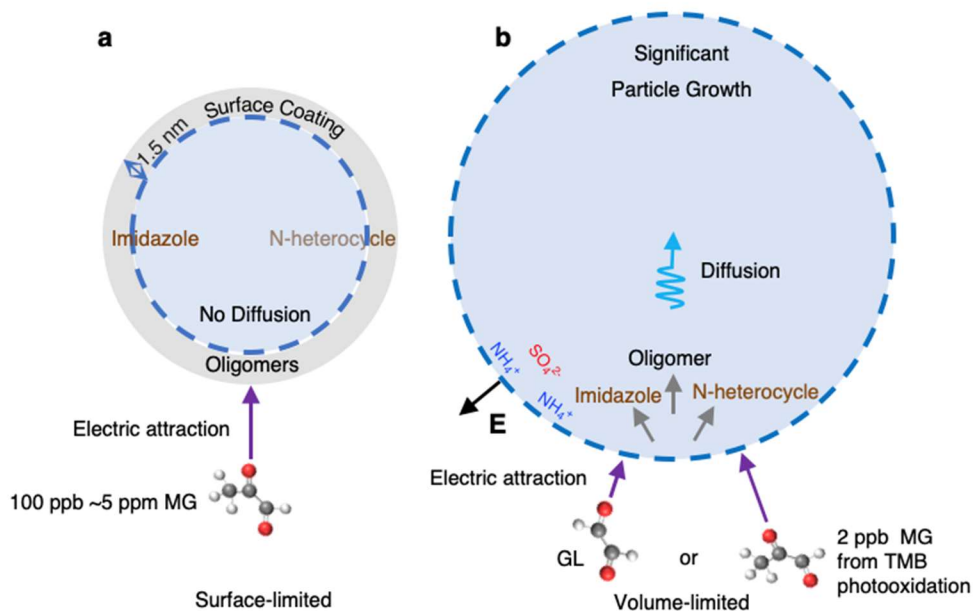 a
Surface Coating
1.5 nm
Imidazole
N-heterocycle
No Diffusion
Oligomers
Electric attraction
100 ppb ~5 ppm MG
Surface-limited
b
Significant
Particle Growth
Diffusion
Oligomer
NH₄⁺
SO₄²⁻
NH₄⁺
Imidazole
N-heterocycle
E
Electric attraction
GL
or
2 ppb MG
from TMB
photooxidation
Volume-limited